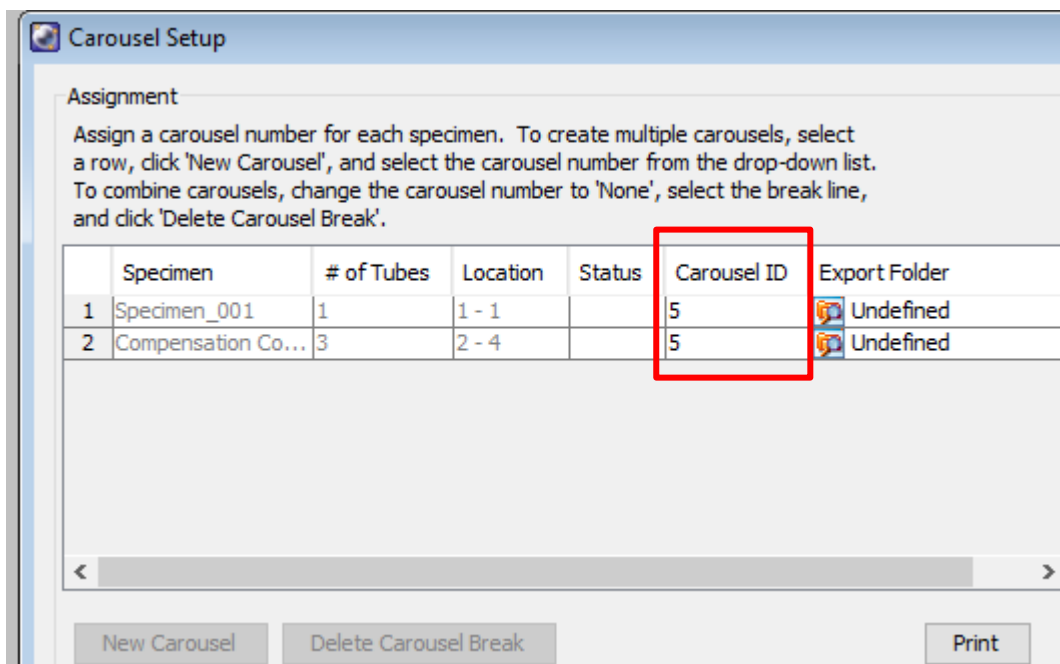 Carousel Setup
Assignment
Assign a carousel number for each specimen. To create multiple carousels, select
a row, click 'New Carousel', and select the carousel number from the drop-down list.
To combine carousels, change the carousel number to 'None', select the break line,
and click 'Delete Carousel Break'.
Specimen # of Tubes Location Status Carousel ID Export Folder
1 Specimen_001 1 1 - 1 5 Undefined
2 Compensation Co... 3 2 - 4 5 Undefined
New Carousel Delete Carousel Break Print